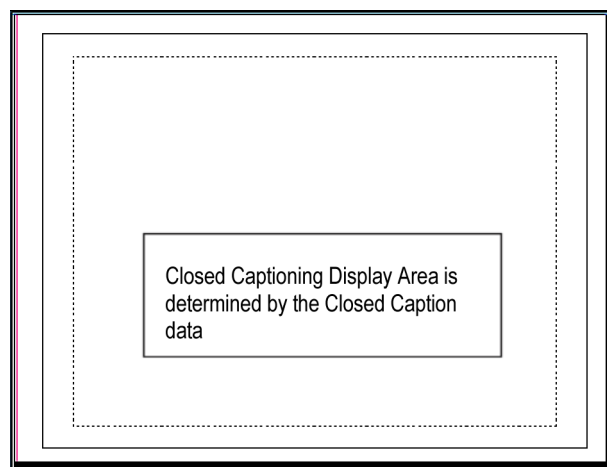 Closed Captioning Display Area is
determined by the Closed Caption
data